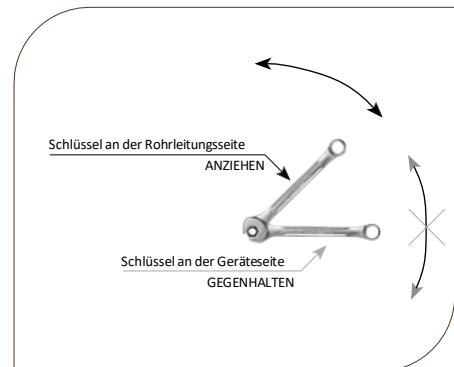 Schlüssel an der Rohrleitungsseite
ANZIEHEN
Schlüssel an der Geräteseite
GEGENHALTEN